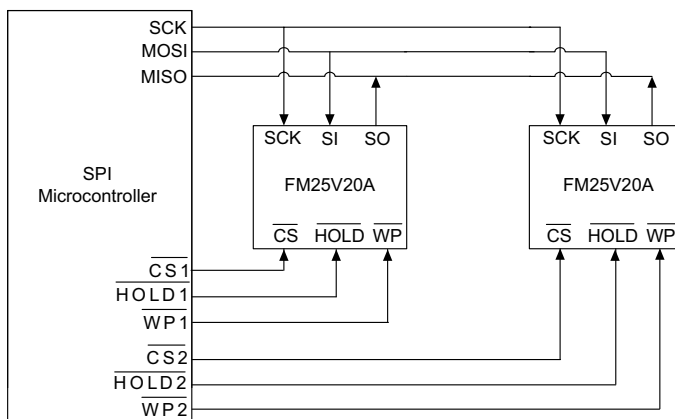 SCK
MOSI
MISO
SCK SI SO
SCK SI SO
SPI
Microcontroller
FM25V20A
FM25V20A
CS HOLD WP
CS HOLD WP
CS1
HOLD1
WP1
CS2
HOLD2
WP2